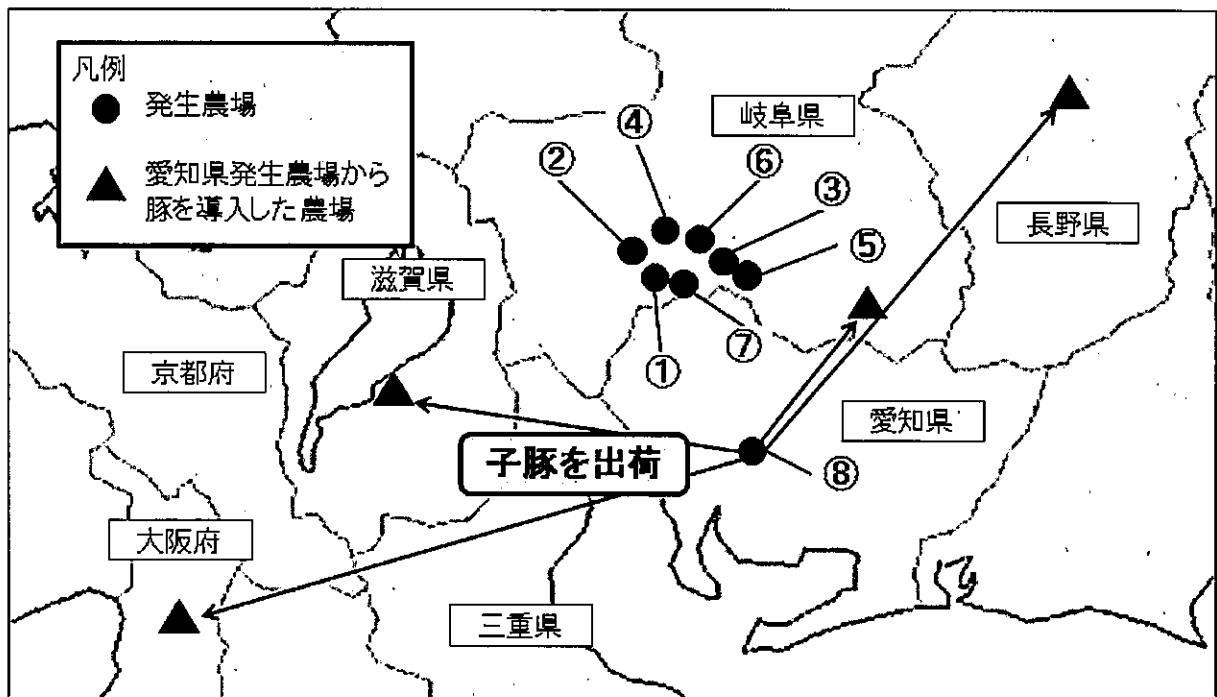 凡例
発生農場
愛知県発生農場から
豚を導入した農場
岐阜県
④
②
⑥
③
⑤
長野県
滋賀県
⑦
①
京都府
愛知県
子豚を出荷
⑧
大阪府
三重県